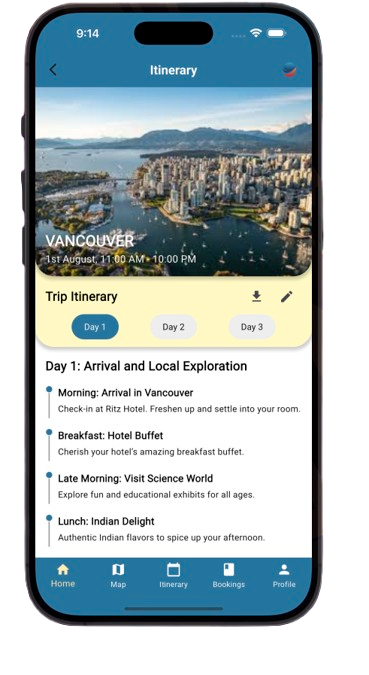 9:14
Itinerary
VANCOUVER
1st August, 11:00 AM - 10:00 PM
Trip Itinerary
Day 1
Day 2
Day 3
Day 1: Arrival and Local Exploration
Morning: Arrival in Vancouver
Check-in at Ritz Hotel. Freshen up and settle into your room.
Breakfast: Hotel Buffet
Cherish your hotel's amazing breakfast buffet.
Late Morning: Visit Science World
Explore fun and educational exhibits for all ages.
Lunch: Indian Delight
Authentic Indian flavors to spice up your afternoon.
Home
Map
Itinerary
Bookings
Profile